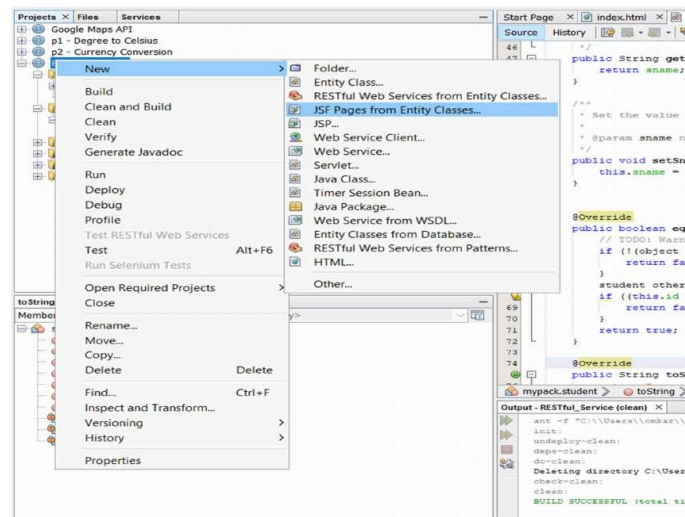 Projects × Files Services
Google Maps API
p1 - Degree to Celsius
p2 - Currency Conversion
New
Build
Clean and Build
Clean
Verify
Generate Javadoc
Run
Deploy
Debug
Profile
Test RESTful Web Services
Test Alt+F6
Run Selenium Tests
Open Required Projects
Close
Rename...
Move...
Copy...
Delete Delete
Find... Ctrl+F
Inspect and Transform...
Versioning
History
Properties
Folder...
Entity Class...
RESTful Web Services from Entity Classes...
JSF Pages from Entity Classes...
JSP...
Web Service Client...
Web Service...
Servlet...
Java Class...
Timer Session Bean...
Java Package...
Web Service from WSDL...
Entity Classes from Database...
RESTful Web Services from Patterns...
HTML...
Other...
toString
Start Page × index.html ×
Source History
46 */
47 public String get
return sname;
}
/**
* Set the value
*
* @param sname n
*/
public void setSn
this.sname =
}
@Override
public boolean eq
// TODO: Warn
if (!(object
return fa
}
student other
if ((this.id
69 return fa
70 }
71 return true;
72 }
73
74 @Override
public String toS
mypack.student toString
Output - RESTful_Service (clean) ×
ant -f "C:\\Users\\omkar\\
init:
undeploy-clean:
deps-clean:
do-clean:
Deleting directory C:\User
check-clean:
clean:
BUILD SUCCESSFUL (total ti